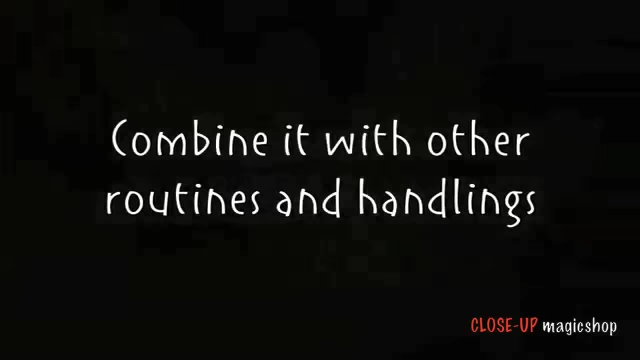 Combine it with other
routines and handlings
CLOSE-UP magicshop